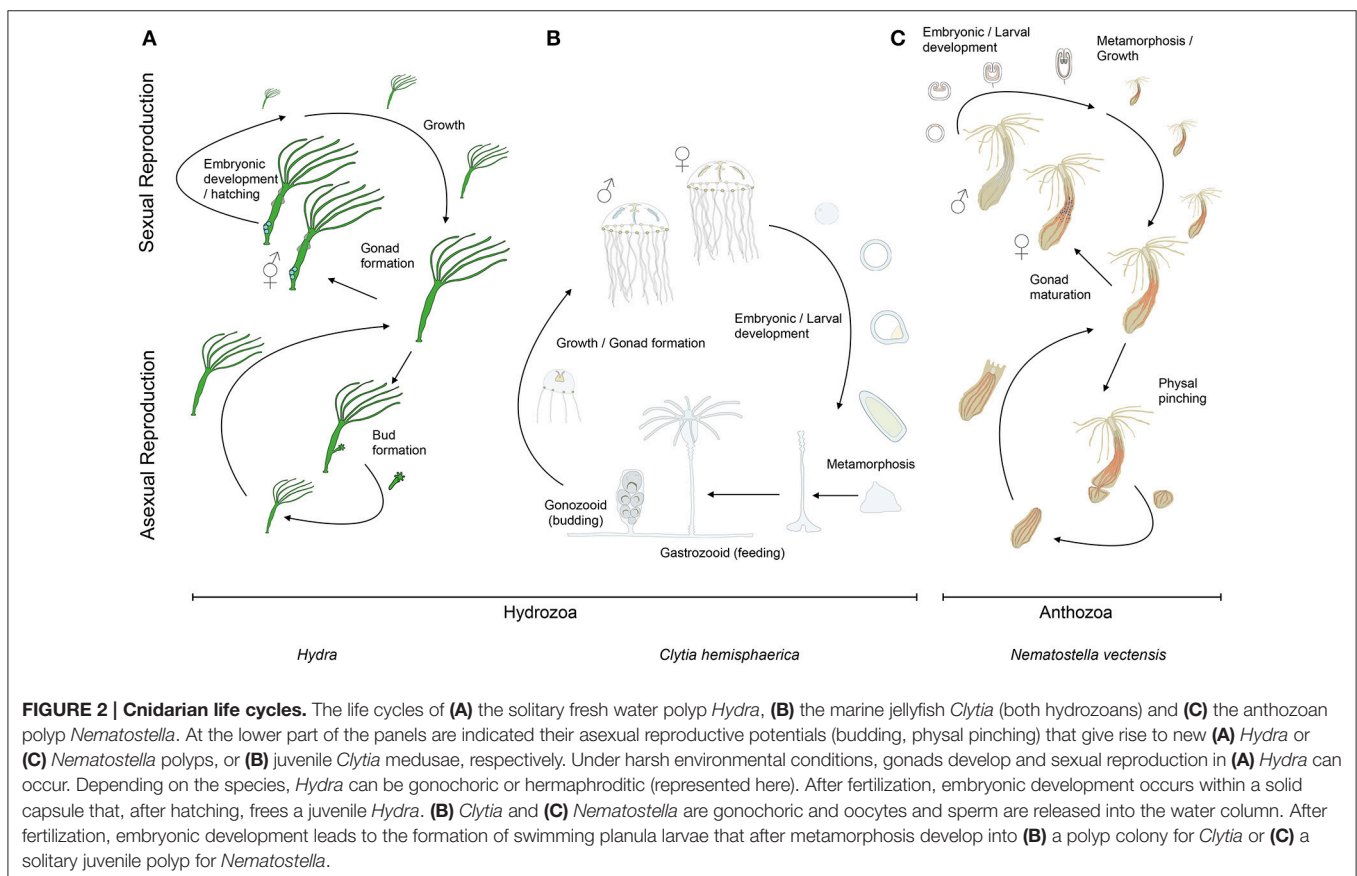 A
B
C
Sexual Reproduction
Asexual Reproduction
Embryonic
development
/ hatching
Growth
Gonad
formation
⚥
Bud
formation
♂
♀
Growth / Gonad formation
Embryonic / Larval
development
Metamorphosis
Gonozooid
(budding)
Gastrozooid (feeding)
Embryonic / Larval
development
Metamorphosis /
Growth
♂
♀
Gonad
maturation
Physal
pinching
Hydrozoa
Anthozoa
Hydra
Clytia hemisphaerica
Nematostella vectensis
FIGURE 2 | Cnidarian life cycles. The life cycles of (A) the solitary fresh water polyp Hydra, (B) the marine jellyfish Clytia (both hydrozoans) and (C) the anthozoan
polyp Nematostella. At the lower part of the panels are indicated their asexual reproductive potentials (budding, physal pinching) that give rise to new (A) Hydra or
(C) Nematostella polyps, or (B) juvenile Clytia medusae, respectively. Under harsh environmental conditions, gonads develop and sexual reproduction in (A) Hydra can
occur. Depending on the species, Hydra can be gonochoric or hermaphroditic (represented here). After fertilization, embryonic development occurs within a solid
capsule that, after hatching, frees a juvenile Hydra. (B) Clytia and (C) Nematostella are gonochoric and oocytes and sperm are released into the water column. After
fertilization, embryonic development leads to the formation of swimming planula larvae that after metamorphosis develop into (B) a polyp colony for Clytia or (C) a
solitary juvenile polyp for Nematostella.